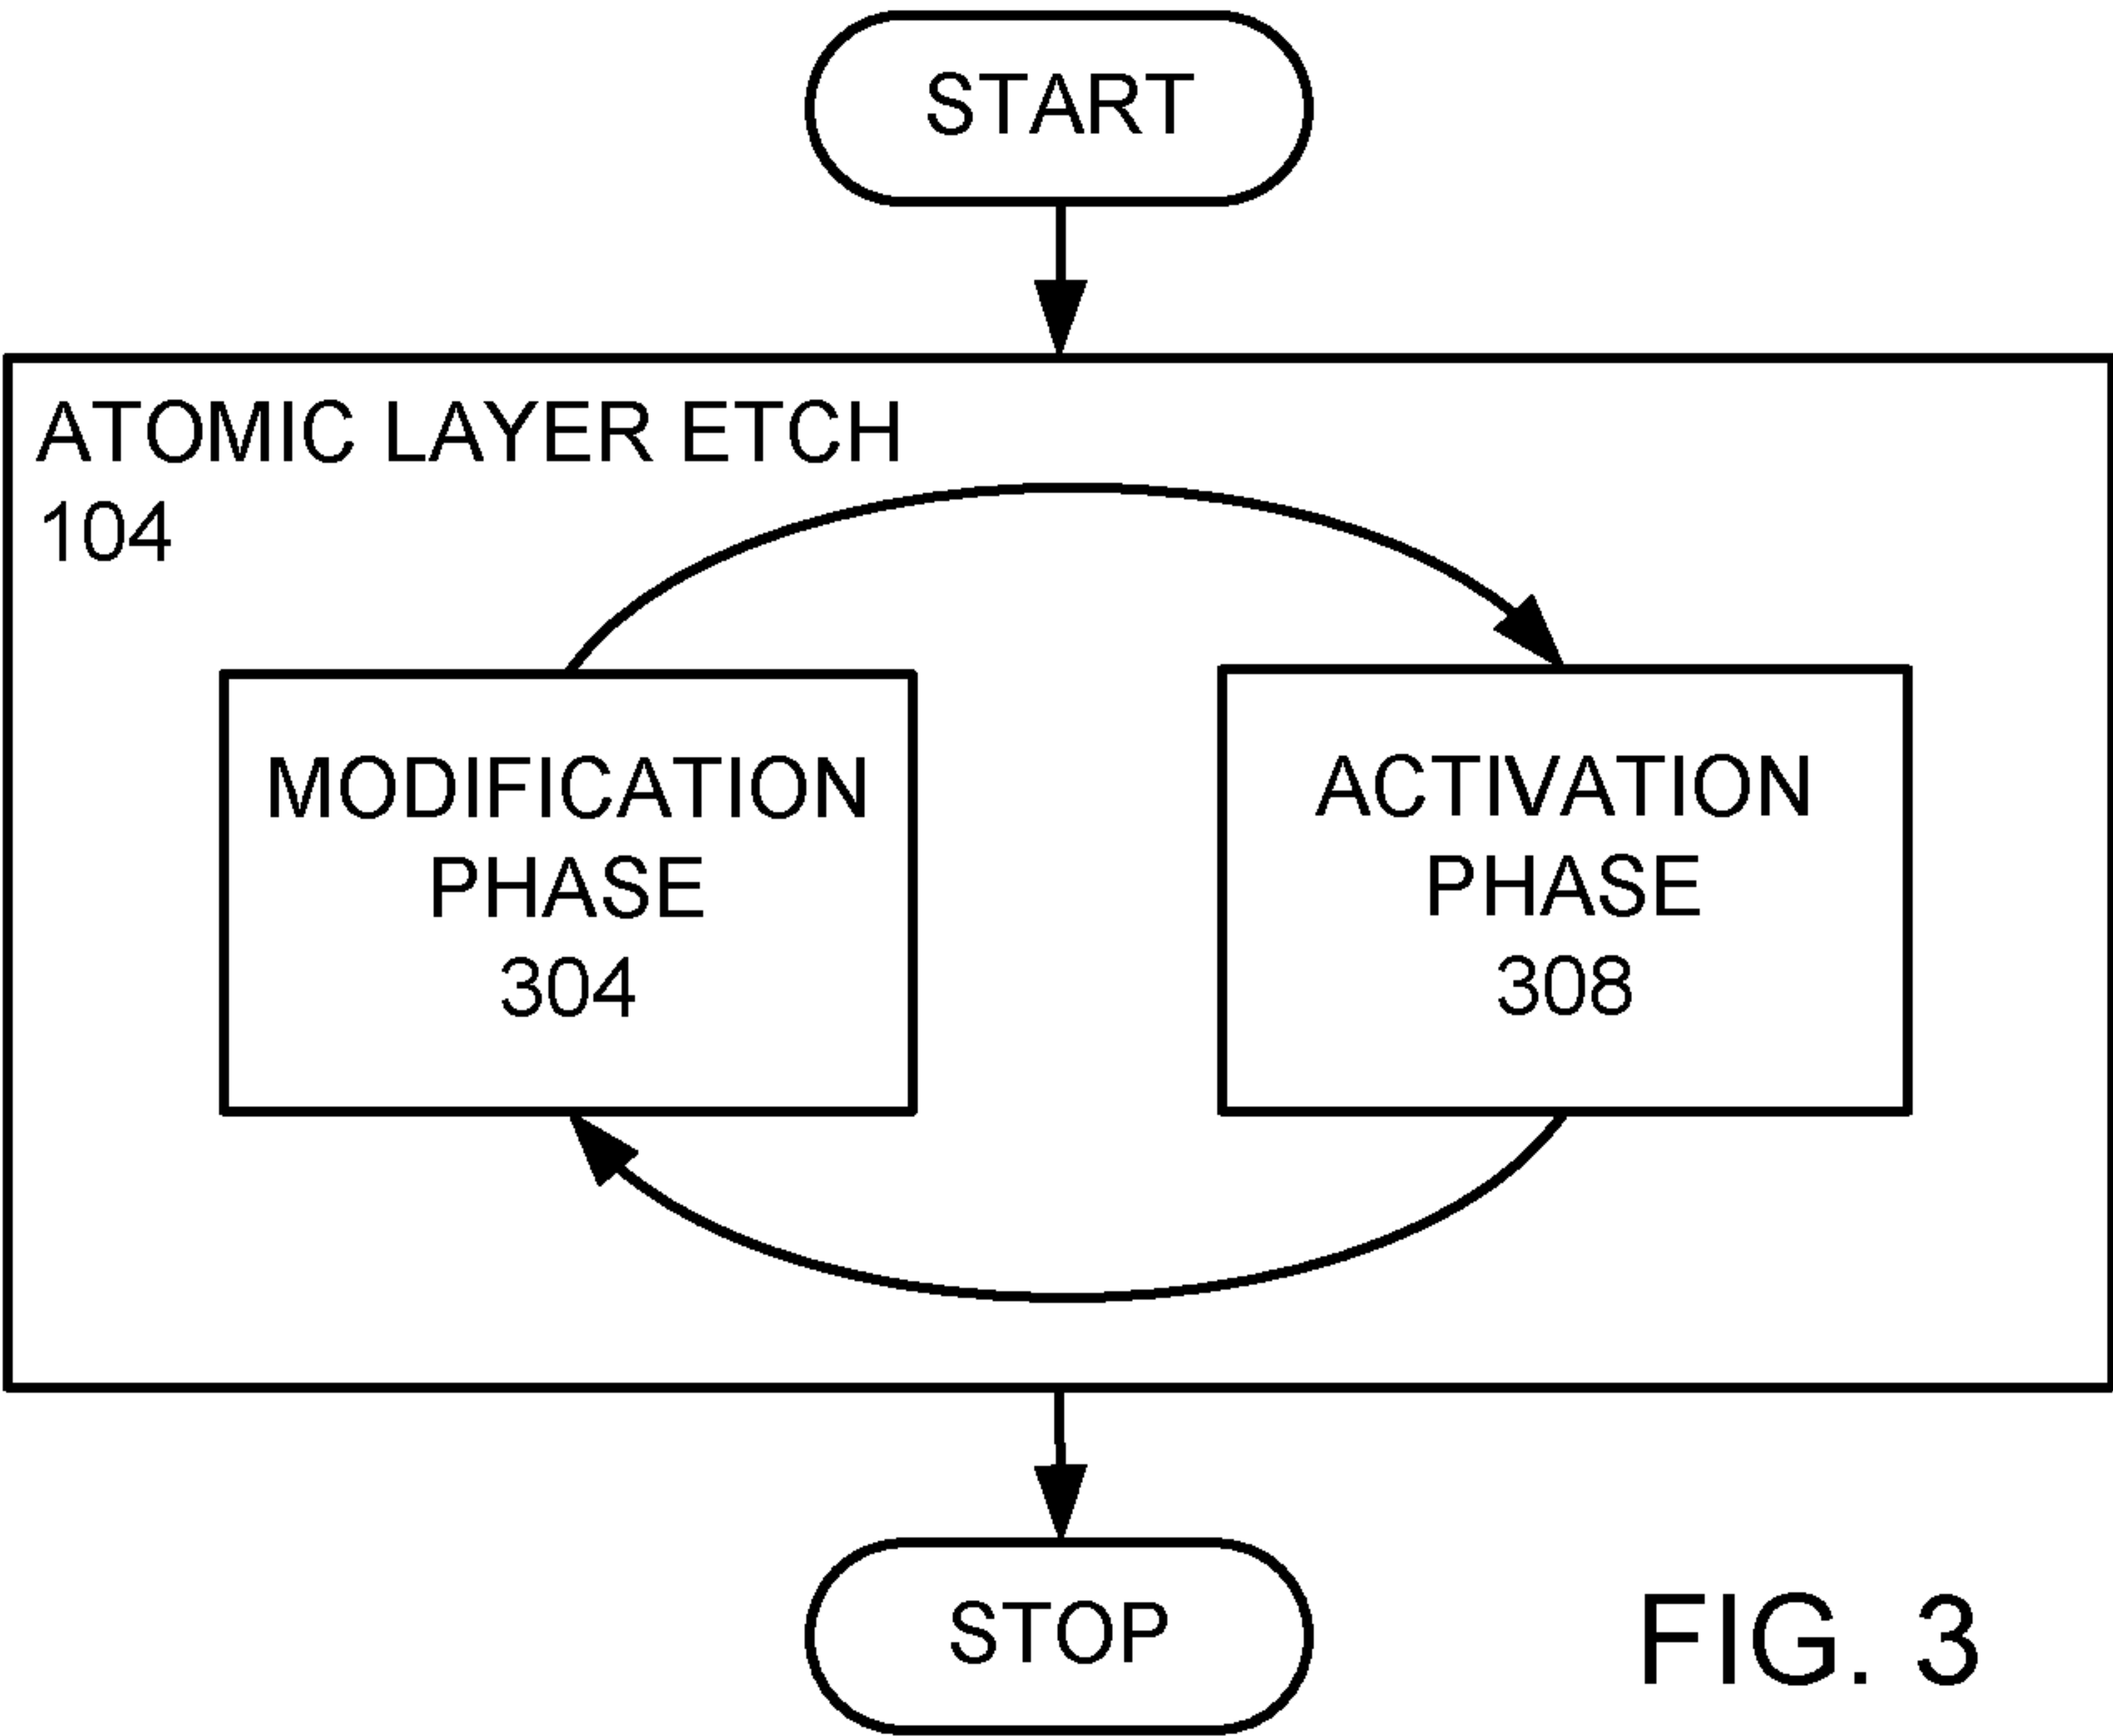 START
ATOMIC LAYER ETCH
104
MODIFICATION
PHASE
304
ACTIVATION
PHASE
308
STOP
FIG. 3